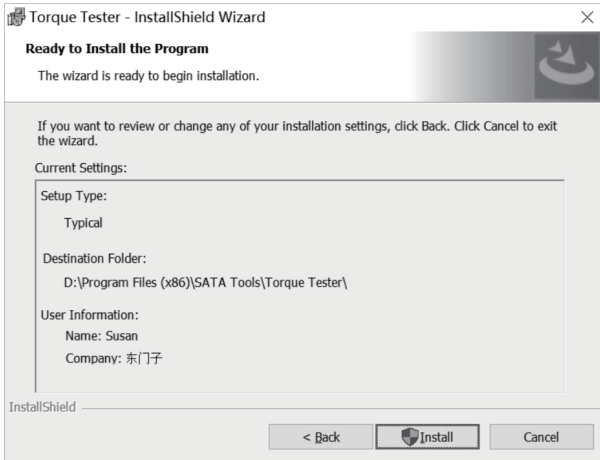 Torque Tester - InstallShield Wizard
Ready to Install the Program
The wizard is ready to begin installation.
If you want to review or change any of your installation settings, click Back. Click Cancel to exit
the wizard.
Current Settings:
Setup Type:
Typical
Destination Folder:
D:\Program Files (x86)\SATA Tools\Torque Tester\
User Information:
Name: Susan
Company: 东门子
InstallShield
< Back
Install
Cancel